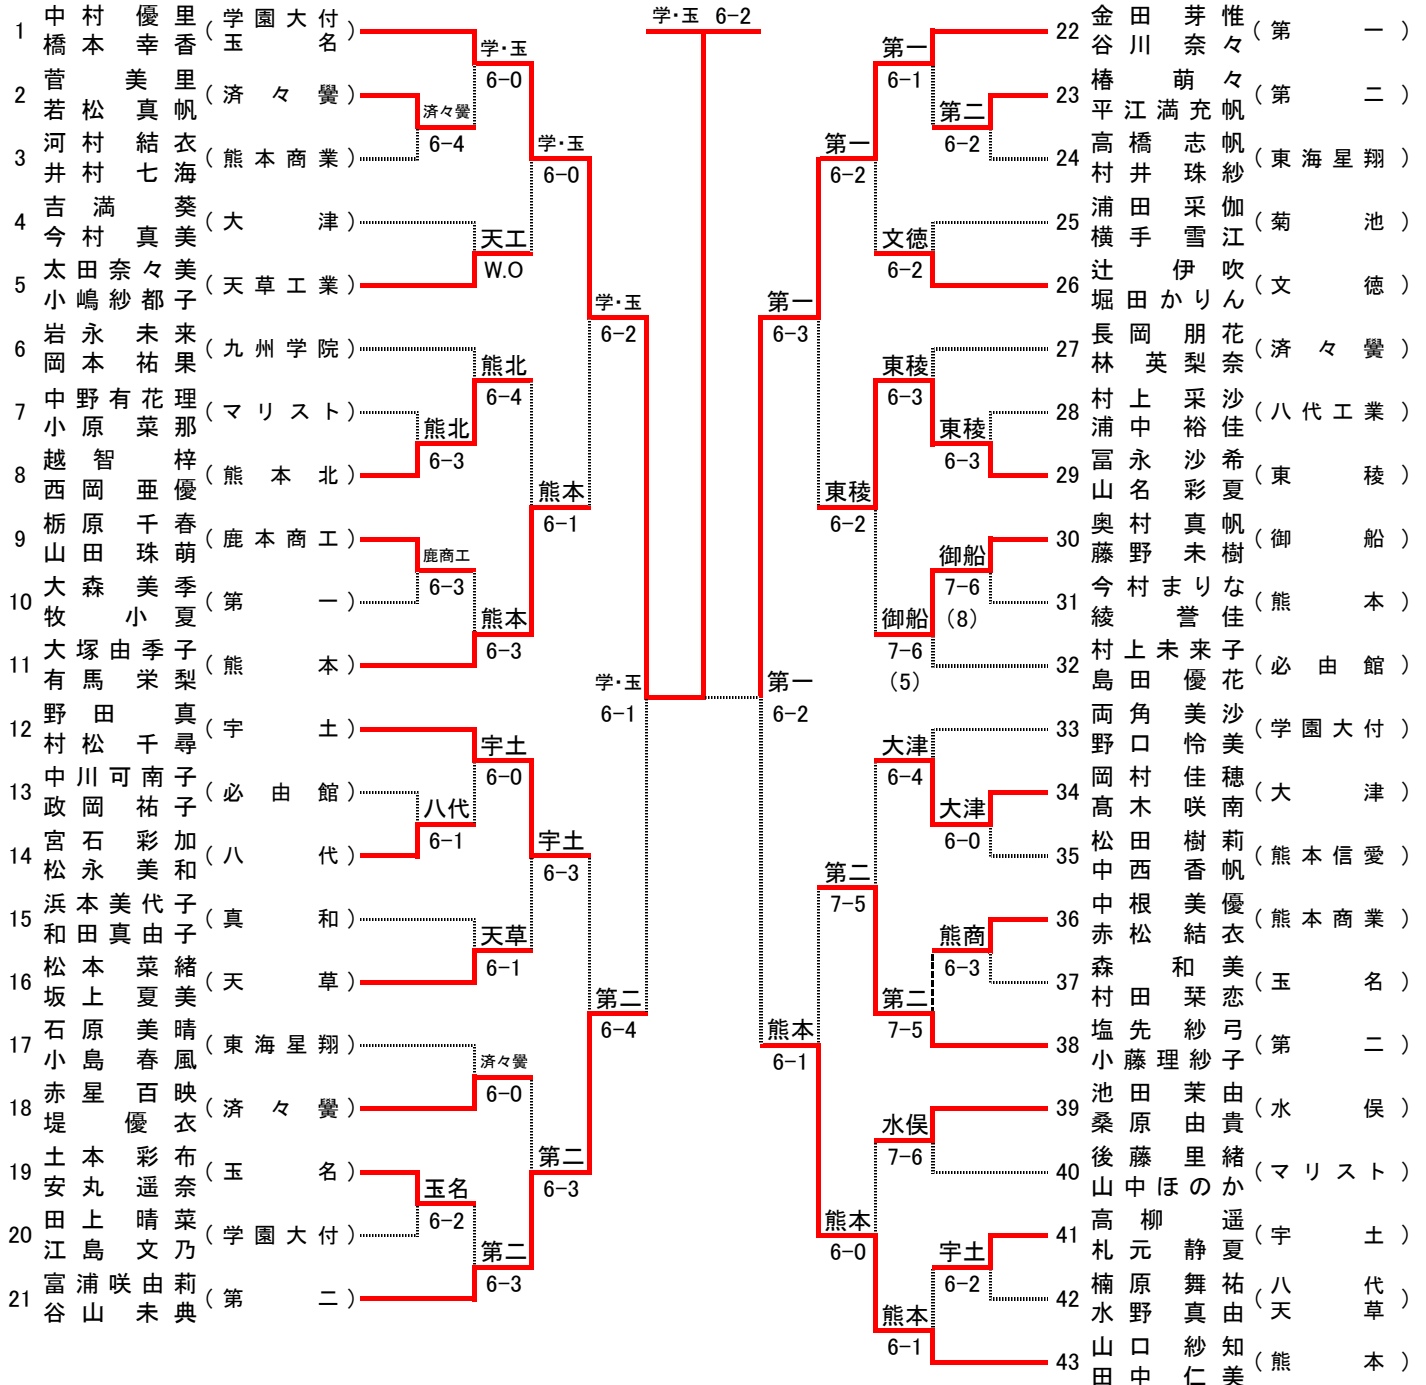 学・玉 6-2
1 中村優里 (学園大付
橋本幸香 玉名)
2 菅美里 (済々黌)
若松真帆
3 河村結衣 (熊本商業)
井村七海
4 吉満葵 (大津)
今村真美
5 太田奈々美 (天草工業)
小嶋紗都子
6 岩永未来 (九州学院)
岡本祐果
7 中野有花理 (マリスト)
小原菜那
8 越智梓 (熊本北)
西岡亜優
9 栃原千春 (鹿本商工)
山田珠萌
10 大森美季 (第一)
牧小夏
11 大塚由季子 (熊本)
有馬栄梨
12 野田真 (宇土)
村松千尋
13 中川可南子 (必由館)
政岡祐子
14 宮石彩加 (八代)
松永美和
15 浜本美代子 (真和)
和田真由子
16 松本菜緒 (天草)
坂上夏美
17 石原美晴 (東海星翔)
小島春風
18 赤星百映 (済々黌)
堤優衣
19 土本彩布 (玉名)
安丸遥奈
20 田上晴菜 (学園大付)
江島文乃
21 富浦咲由莉 (第二)
谷山未典
済々黌
6-4
熊北
6-3
鹿商工
6-3
八代
6-1
玉名
6-2
学・玉
6-0
天工
W.O
熊北
6-4
熊本
6-3
宇土
6-0
天草
6-1
済々黌
6-0
第二
6-3
学・玉
6-0
熊本
6-1
宇土
6-3
第二
6-3
学・玉
6-2
第二
6-4
学・玉
6-1
第一
6-2
第一
6-3
熊本
6-1
第一
6-2
東稜
6-2
第二
7-5
熊本
6-0
第一
6-1
文徳
6-2
東稜
6-3
御船
7-6
(5)
大津
6-4
第二
7-5
水俣
7-6
熊本
6-1
第二
6-2
東稜
6-3
御船
7-6
(8)
大津
6-0
熊商
6-3
宇土
6-2
22 金田芽惟 (第一)
谷川奈々
23 椿萌々 (第二)
平江満充帆
24 高橋志帆 (東海星翔)
村井珠紗
25 浦田采伽 (菊池)
横手雪江
26 辻伊吹 (文徳)
堀田かりん
27 長岡朋花 (済々黌)
林英梨奈
28 村上采沙 (八代工業)
浦中裕佳
29 冨永沙希 (東稜)
山名彩夏
30 奥村真帆 (御船)
藤野未樹
31 今村まりな (熊本)
綾誉佳
32 村上未来子 (必由館)
島田優花
33 両角美沙 (学園大付)
野口怜美
34 岡村佳穂 (大津)
髙木咲南
35 松田樹莉 (熊本信愛)
中西香帆
36 中根美優 (熊本商業)
赤松結衣
37 森和美 (玉名)
村田栞恋
38 塩先紗弓 (第二)
小藤理紗子
39 池田茉由 (水俣)
桑原由貴
40 後藤里緒 (マリスト)
山中ほのか
41 高柳遥 (宇土)
札元静夏
42 楠原舞祐 (八代
水野真由 天草)
43 山口紗知 (熊本)
田中仁美